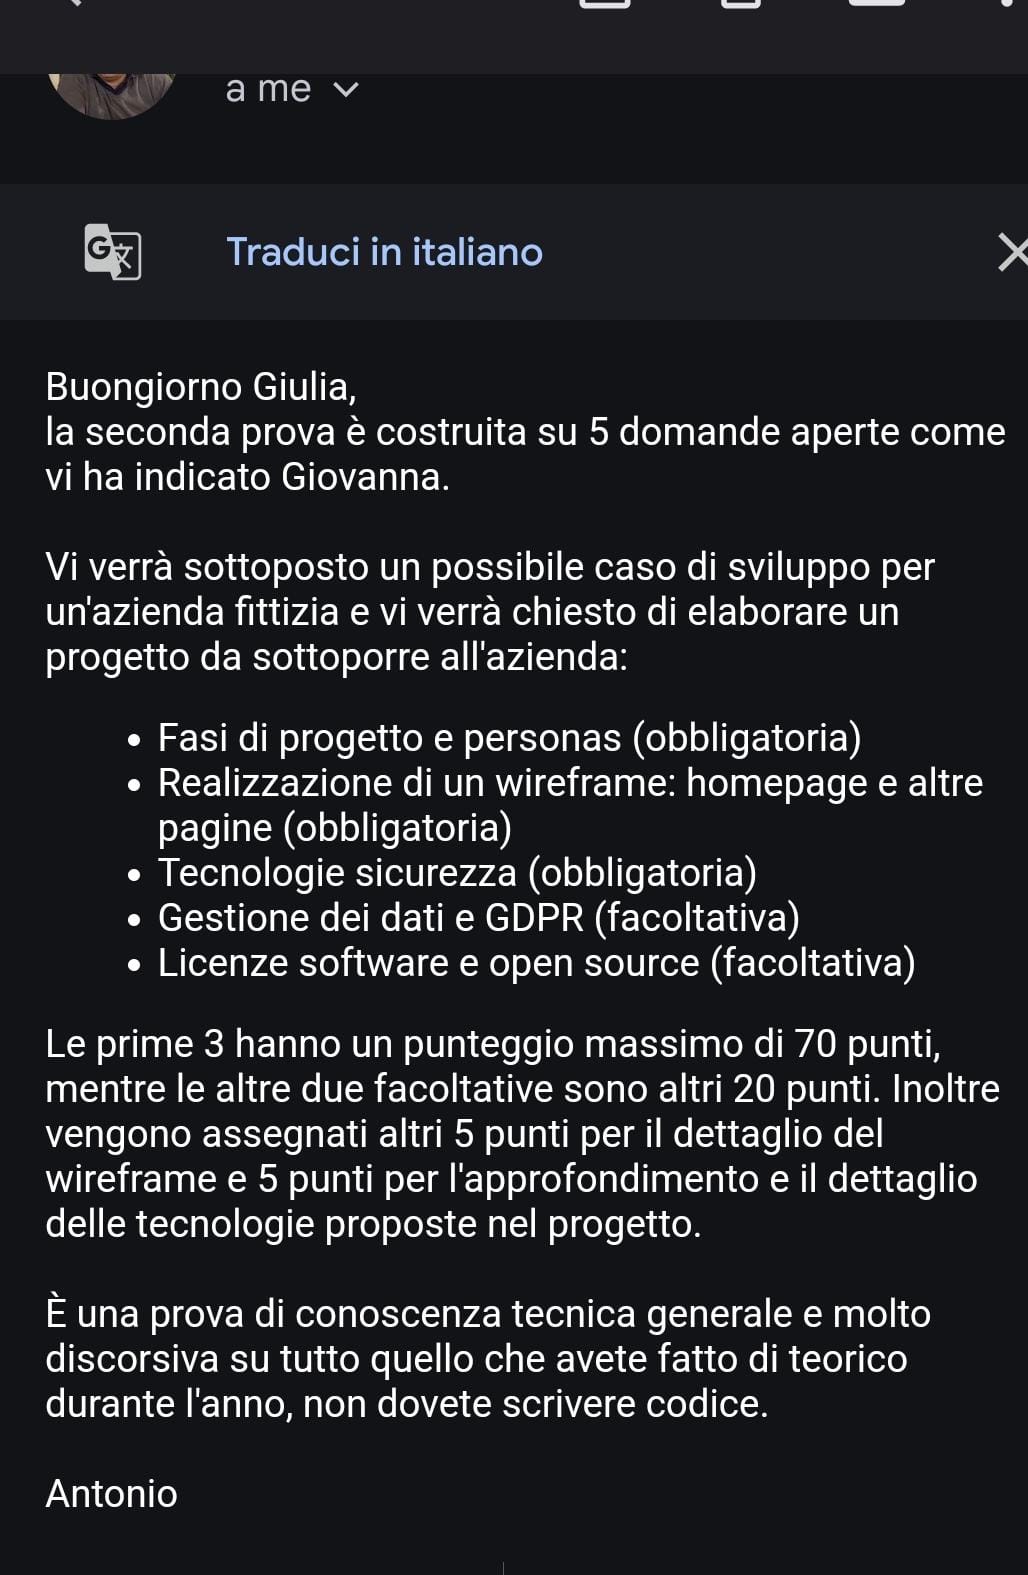 a me
Traduci in italiano
Buongiorno Giulia,
la seconda prova è costruita su 5 domande aperte come
vi ha indicato Giovanna.
Vi verrà sottoposto un possibile caso di sviluppo per
un'azienda fittizia e vi verrà chiesto di elaborare un
progetto da sottoporre all'azienda:
• Fasi di progetto e personas (obbligatoria)
• Realizzazione di un wireframe: homepage e altre
pagine (obbligatoria)
• Tecnologie sicurezza (obbligatoria)
• Gestione dei dati e GDPR (facoltativa)
• Licenze software e open source (facoltativa)
Le prime 3 hanno un punteggio massimo di 70 punti,
mentre le altre due facoltative sono altri 20 punti. Inoltre
vengono assegnati altri 5 punti per il dettaglio del
wireframe e 5 punti per l'approfondimento e il dettaglio
delle tecnologie proposte nel progetto.
È una prova di conoscenza tecnica generale e molto
discorsiva su tutto quello che avete fatto di teorico
durante l'anno, non dovete scrivere codice.
Antonio